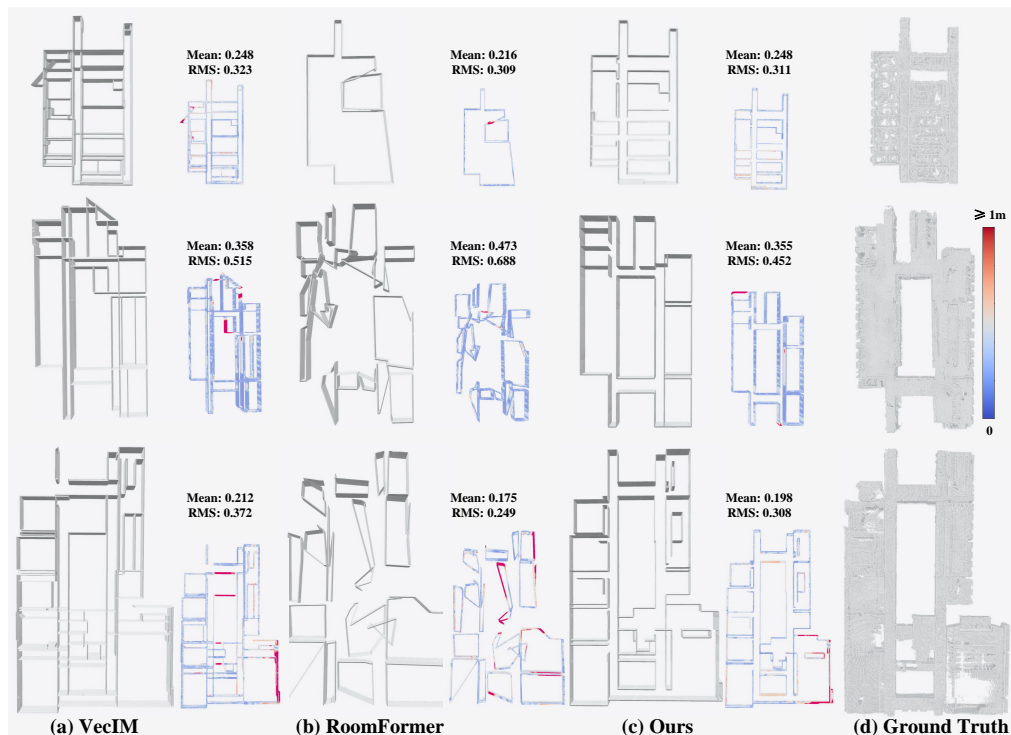 Mean: 0.248
RMS: 0.323
Mean: 0.216
RMS: 0.309
Mean: 0.248
RMS: 0.311
Mean: 0.358
RMS: 0.515
Mean: 0.473
RMS: 0.688
Mean: 0.355
RMS: 0.452
⩾ 1m
0
Mean: 0.212
RMS: 0.372
Mean: 0.175
RMS: 0.249
Mean: 0.198
RMS: 0.308
(a) VecIM
(b) RoomFormer
(c) Ours
(d) Ground Truth